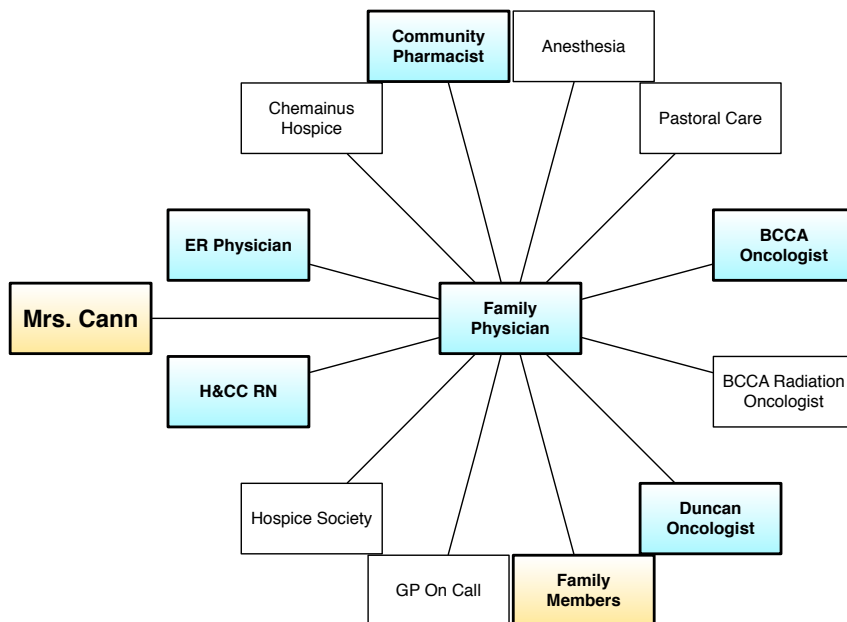 Community
Pharmacist
Anesthesia
Chemainus
Hospice
Pastoral Care
ER Physician
BCCA
Oncologist
Mrs. Cann
Family
Physician
H&CC RN
BCCA Radiation
Oncologist
Hospice Society
Duncan
Oncologist
GP On Call
Family
Members